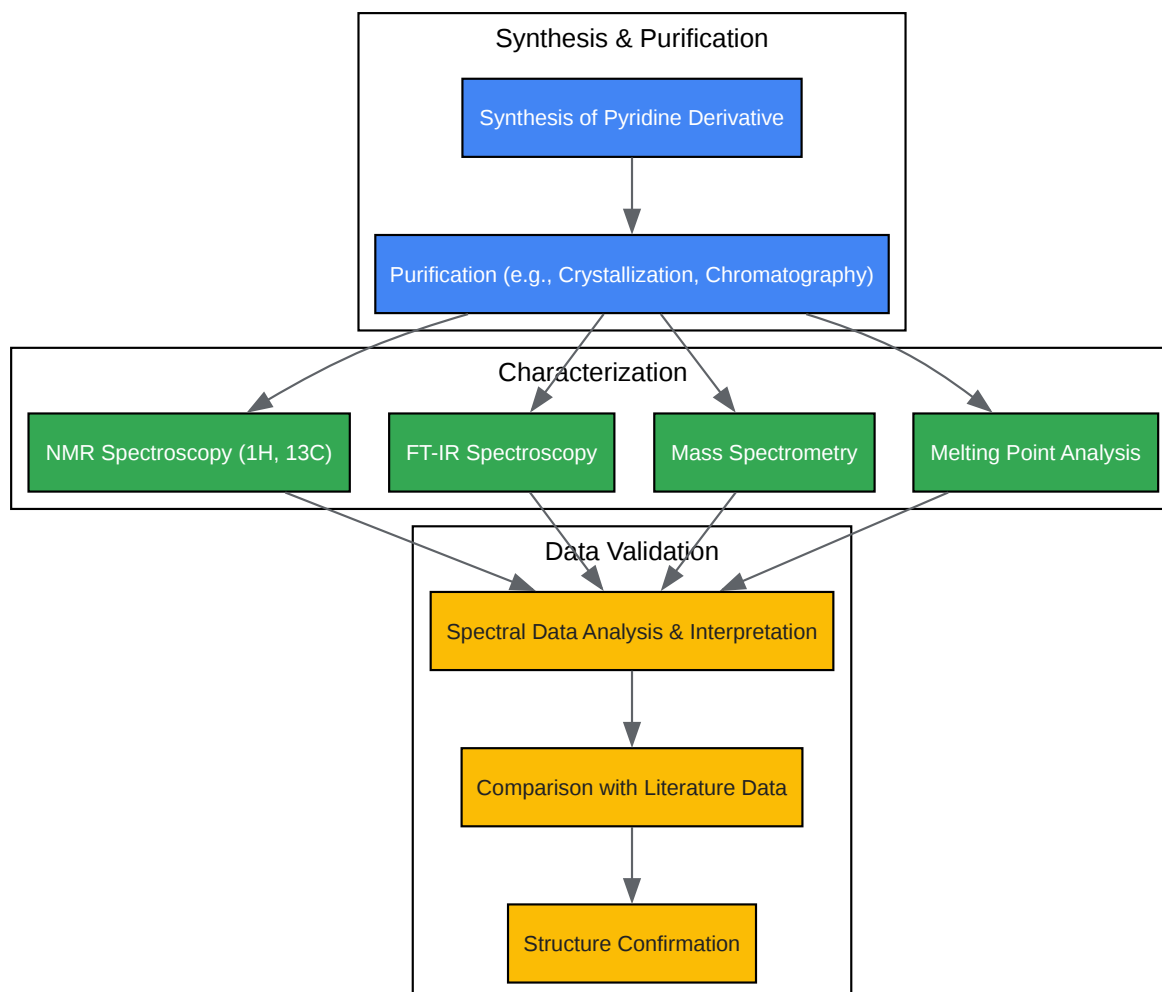 Synthesis & Purification
Synthesis of Pyridine Derivative
Purification (e.g., Crystallization, Chromatography)
Characterization
NMR Spectroscopy (1H, 13C)
FT-IR Spectroscopy
Mass Spectrometry
Melting Point Analysis
Data Validation
Spectral Data Analysis & Interpretation
Comparison with Literature Data
Structure Confirmation